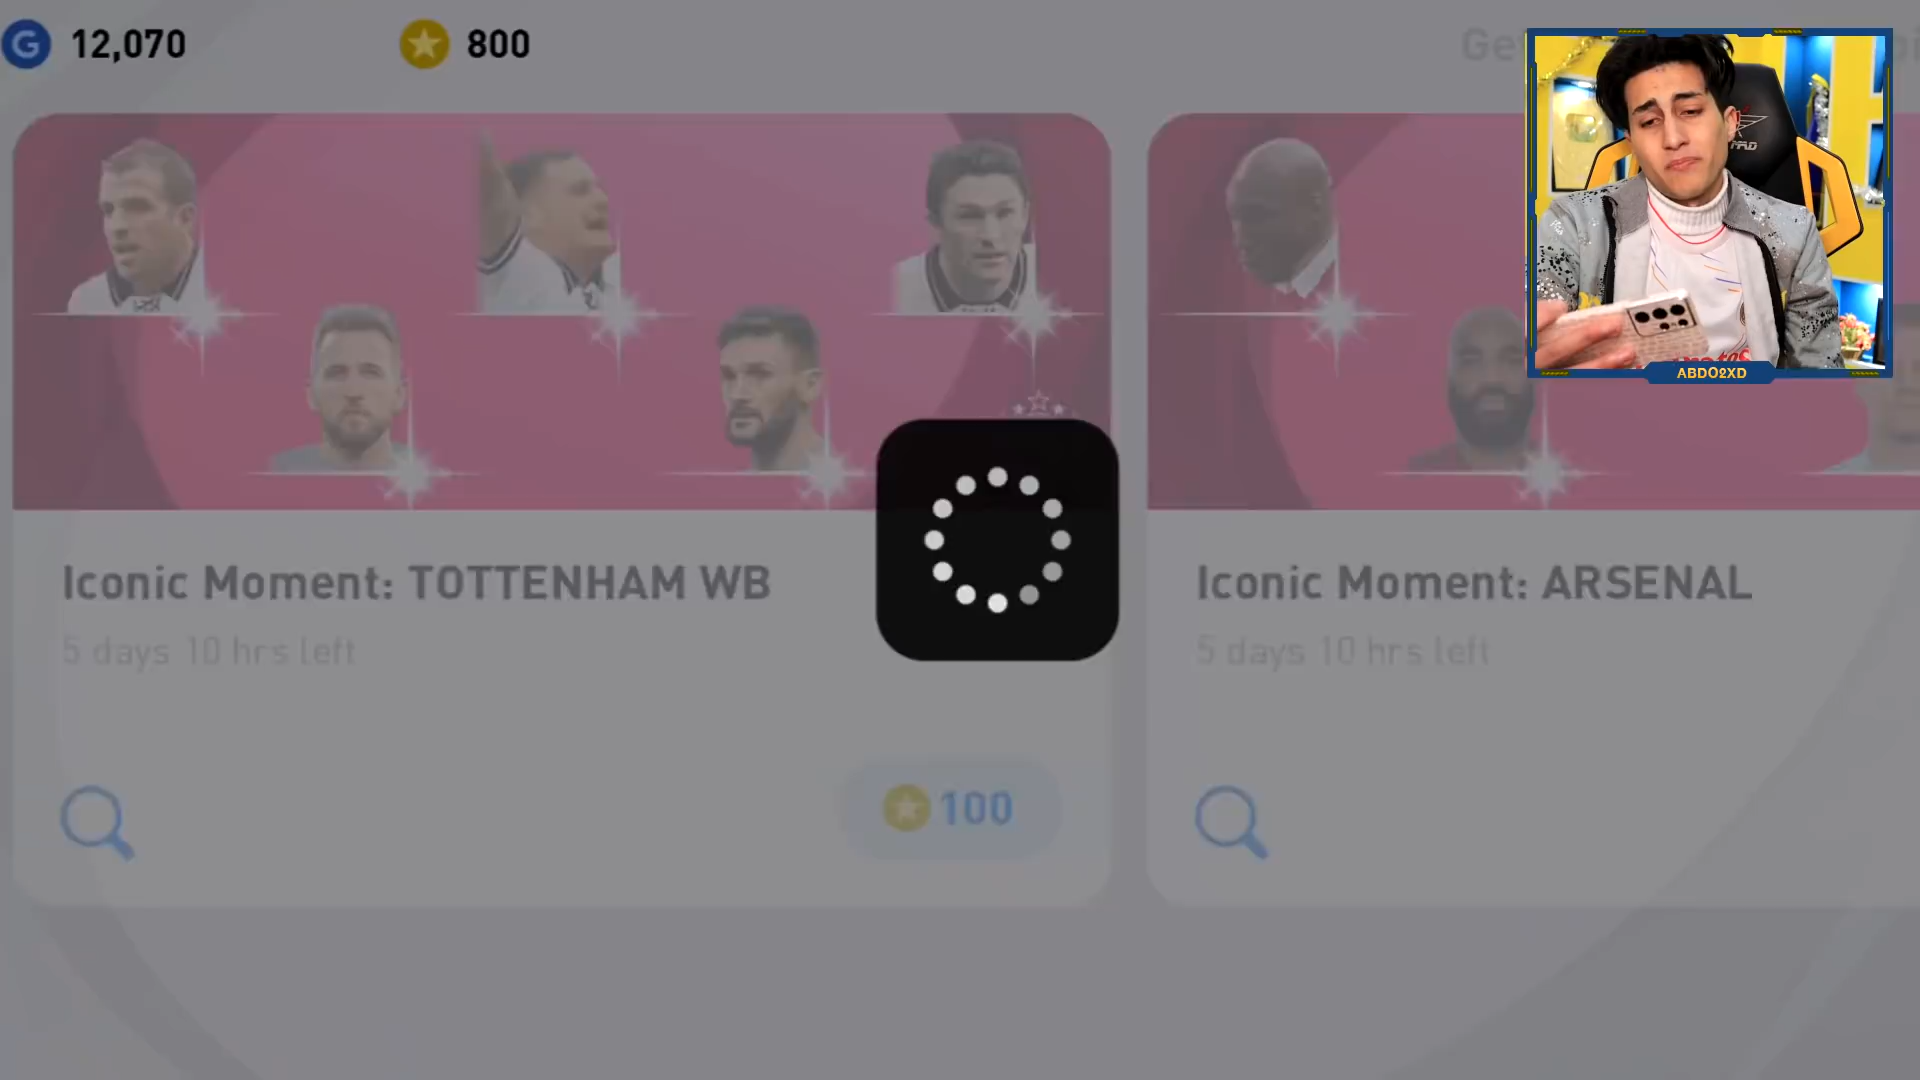 12,070
800
Ge
Iconic Moment: TOTTENHAM WB
5 days 10 hrs left
100
Iconic Moment: ARSENAL
5 days 10 hrs left
ABDO2XD